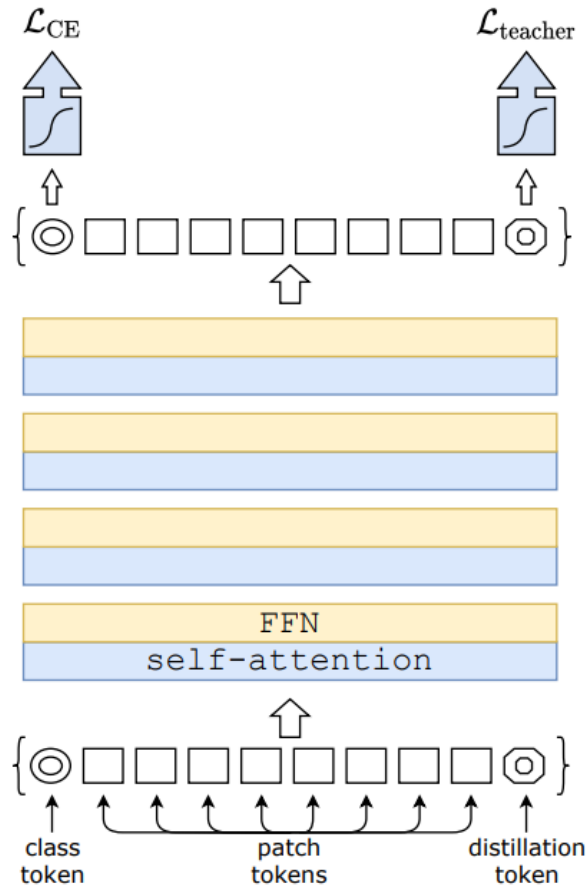 ℒCE
ℒteacher
FFN
self-attention
class token
patch tokens
distillation token